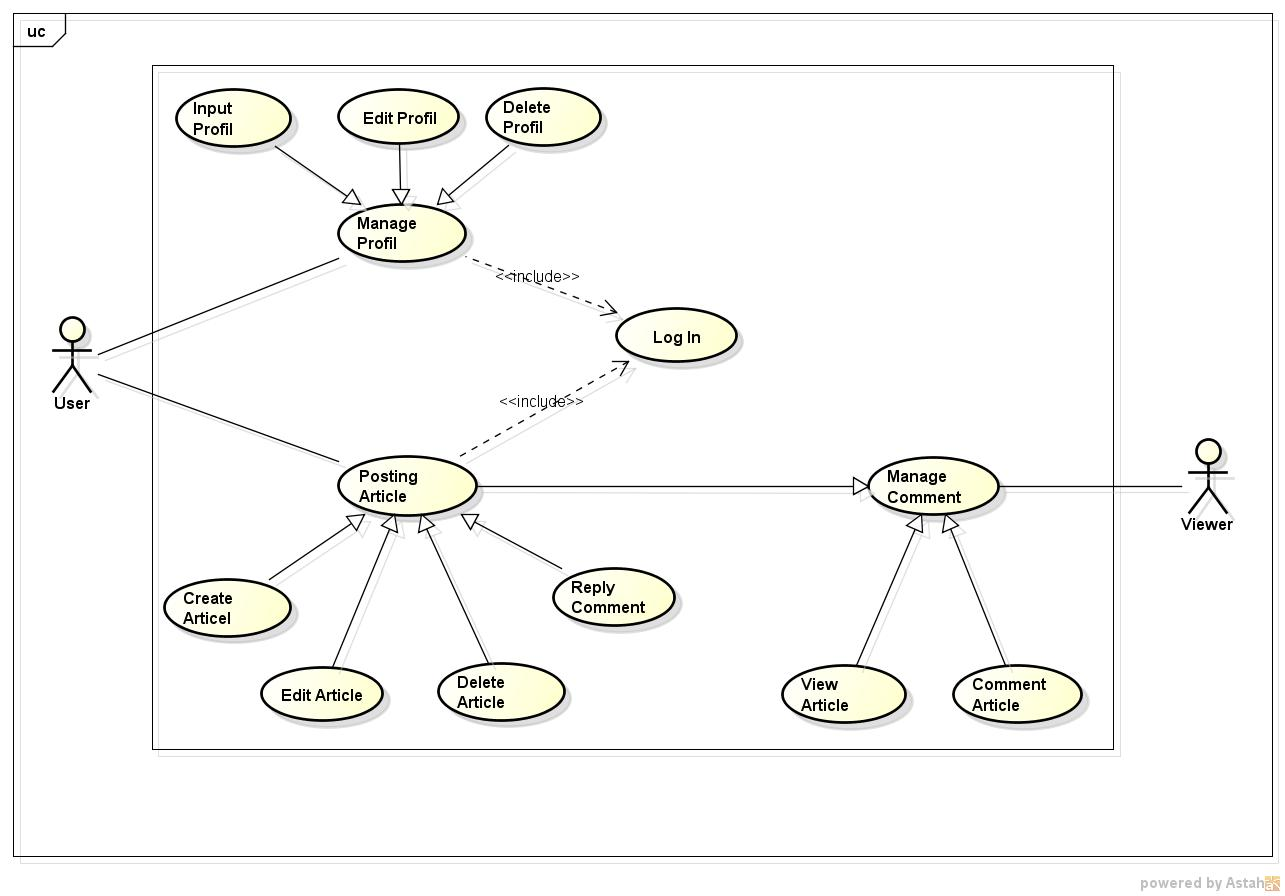 uc
Input
Profil
Edit Profil
Delete
Profil
Manage
Profil
<<include>>
Log In
User
<<include>>
Posting
Article
Manage
Comment
Viewer
Create
Articel
Reply
Comment
Edit Article
Delete
Article
View
Article
Comment
Article
powered by Astah